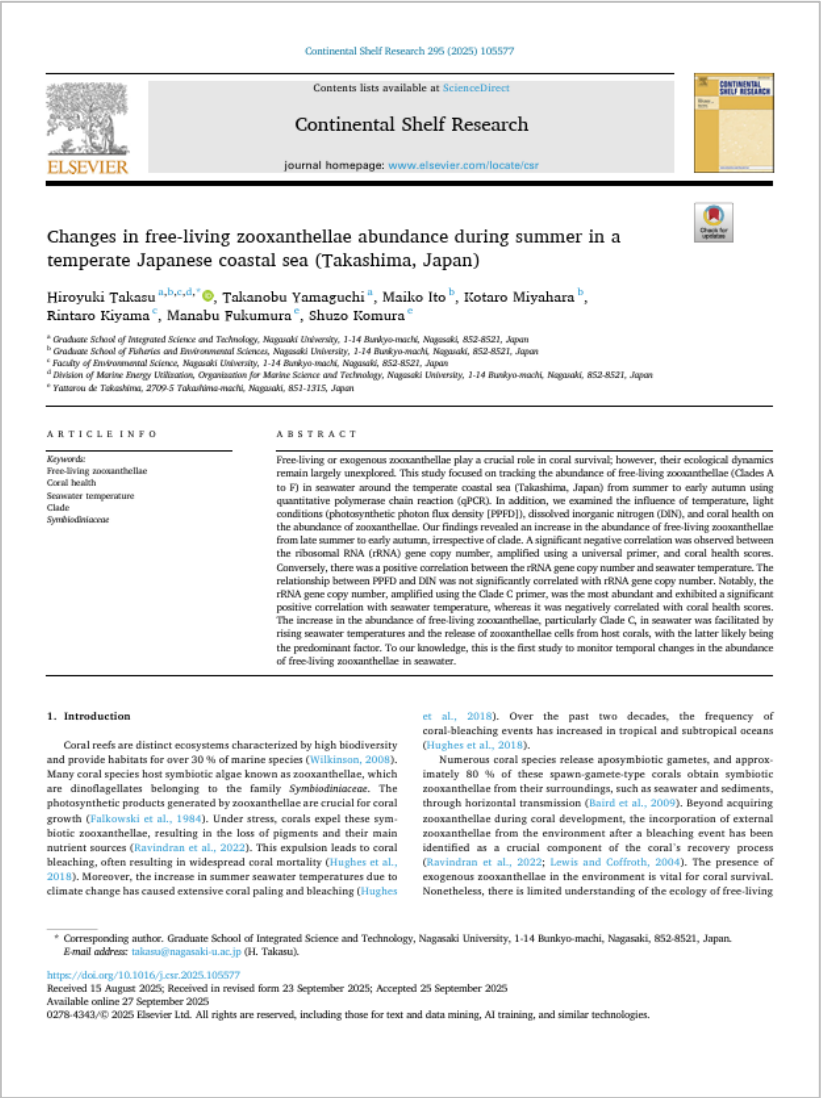 Continental Shelf Research 295 (2025) 105577
Contents lists available at ScienceDirect
Continental Shelf Research
journal homepage: www.elsevier.com/locate/csr
ELSEVIER
CONTINENTAL
SHELF RESEARCH
Check for
updates
Changes in free-living zooxanthellae abundance during summer in a
temperate Japanese coastal sea (Takashima, Japan)
Hiroyuki Takasu a,b,c,d,*, Takanobu Yamaguchi a, Maiko Ito b, Kotaro Miyahara b,
Rintaro Kiyama c, Manabu Fukumura e, Shuzo Komura e
a Graduate School of Integrated Science and Technology, Nagasaki University, 1-14 Bunkyo-machi, Nagasaki, 852-8521, Japan
b Graduate School of Fisheries and Environmental Sciences, Nagasaki University, 1-14 Bunkyo-machi, Nagasaki, 852-8521, Japan
c Faculty of Environmental Science, Nagasaki University, 1-14 Bunkyo-machi, Nagasaki, 852-8521, Japan
d Division of Marine Energy Utilization, Organization for Marine Science and Technology, Nagasaki University, 1-14 Bunkyo-machi, Nagasaki, 852-8521, Japan
e Yattarou de Takashima, 2709-5 Takashima-machi, Nagasaki, 851-1315, Japan
ARTICLE INFO
Keywords:
Free-living zooxanthellae
Coral health
Seawater temperature
Clade
Symbiodiniaceae
ABSTRACT
Free-living or exogenous zooxanthellae play a crucial role in coral survival; however, their ecological dynamics
remain largely unexplored. This study focused on tracking the abundance of free-living zooxanthellae (Clades A
to F) in seawater around the temperate coastal sea (Takashima, Japan) from summer to early autumn using
quantitative polymerase chain reaction (qPCR). In addition, we examined the influence of temperature, light
conditions (photosynthetic photon flux density [PPFD]), dissolved inorganic nitrogen (DIN), and coral health on
the abundance of zooxanthellae. Our findings revealed an increase in the abundance of free-living zooxanthellae
from late summer to early autumn, irrespective of clade. A significant negative correlation was observed between
the ribosomal RNA (rRNA) gene copy number, amplified using a universal primer, and coral health scores.
Conversely, there was a positive correlation between the rRNA gene copy number and seawater temperature. The
relationship between PPFD and DIN was not significantly correlated with rRNA gene copy number. Notably, the
rRNA gene copy number, amplified using the Clade C primer, was the most abundant and exhibited a significant
positive correlation with seawater temperature, whereas it was negatively correlated with coral health scores.
The increase in the abundance of free-living zooxanthellae, particularly Clade C, in seawater was facilitated by
rising seawater temperatures and the release of zooxanthellae cells from host corals, with the latter likely being
the predominant factor. To our knowledge, this is the first study to monitor temporal changes in the abundance
of free-living zooxanthellae in seawater.
1. Introduction
Coral reefs are distinct ecosystems characterized by high biodiversity
and provide habitats for over 30 % of marine species (Wilkinson, 2008).
Many coral species host symbiotic algae known as zooxanthellae, which
are dinoflagellates belonging to the family Symbiodiniaceae. The
photosynthetic products generated by zooxanthellae are crucial for coral
growth (Falkowski et al., 1984). Under stress, corals expel these sym-
biotic zooxanthellae, resulting in the loss of pigments and their main
nutrient sources (Ravindran et al., 2022). This expulsion leads to coral
bleaching, often resulting in widespread coral mortality (Hughes et al.,
2018). Moreover, the increase in summer seawater temperatures due to
climate change has caused extensive coral paling and bleaching (Hughes
et al., 2018). Over the past two decades, the frequency of
coral-bleaching events has increased in tropical and subtropical oceans
(Hughes et al., 2018).
Numerous coral species release aposymbiotic gametes, and approx-
imately 80 % of these spawn-gamete-type corals obtain symbiotic
zooxanthellae from their surroundings, such as seawater and sediments,
through horizontal transmission (Baird et al., 2009). Beyond acquiring
zooxanthellae during coral development, the incorporation of external
zooxanthellae from the environment after a bleaching event has been
identified as a crucial component of the coral's recovery process
(Ravindran et al., 2022; Lewis and Coffroth, 2004). The presence of
exogenous zooxanthellae in the environment is vital for coral survival.
Nonetheless, there is limited understanding of the ecology of free-living
* Corresponding author. Graduate School of Integrated Science and Technology, Nagasaki University, 1-14 Bunkyo-machi, Nagasaki, 852-8521, Japan.
E-mail address: takasu@nagasaki-u.ac.jp (H. Takasu).
https://doi.org/10.1016/j.csr.2025.105577
Received 15 August 2025; Received in revised form 23 September 2025; Accepted 25 September 2025
Available online 27 September 2025
0278-4343/© 2025 Elsevier Ltd. All rights are reserved, including those for text and data mining, AI training, and similar technologies.